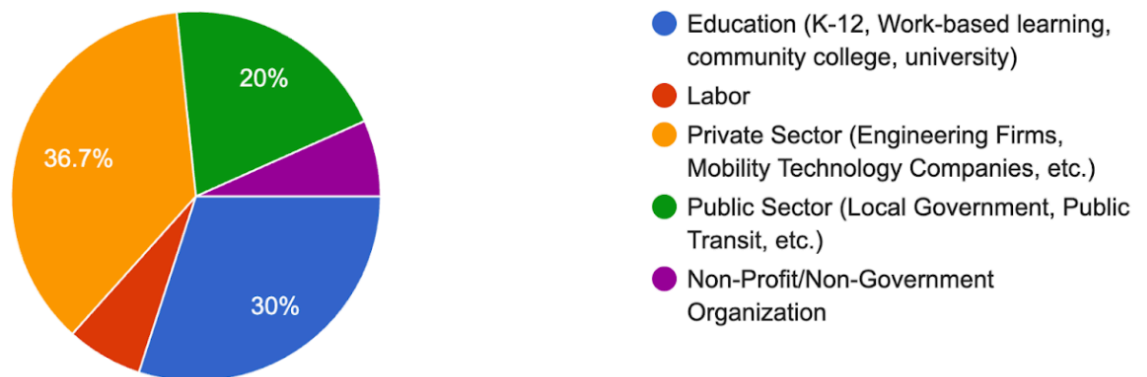 20%
36.7%
30%
Education (K-12, Work-based learning,
community college, university)
Labor
Private Sector (Engineering Firms,
Mobility Technology Companies, etc.)
Public Sector (Local Government, Public
Transit, etc.)
Non-Profit/Non-Government
Organization